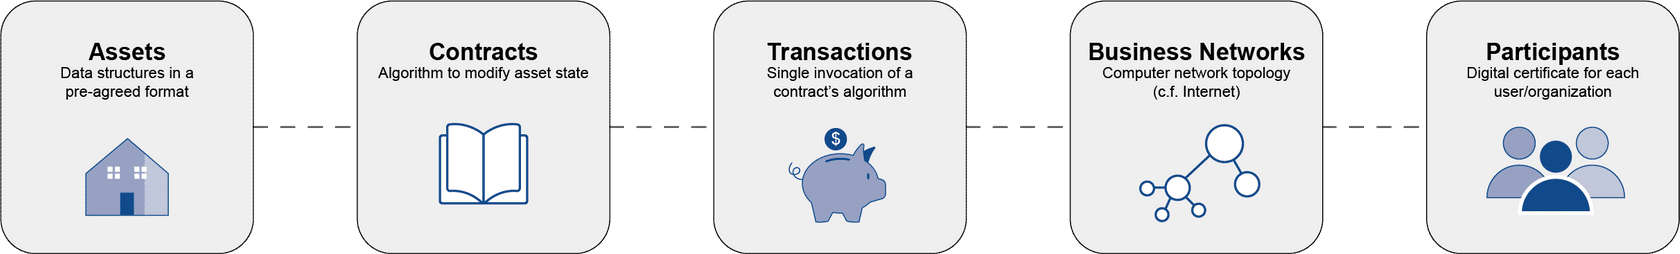 Assets
Data structures in a
pre-agreed format
Contracts
Algorithm to modify asset state
Transactions
Single invocation of a
contract's algorithm
$
Business Networks
Computer network topology
(c.f. Internet)
Participants
Digital certificate for each
user/organization